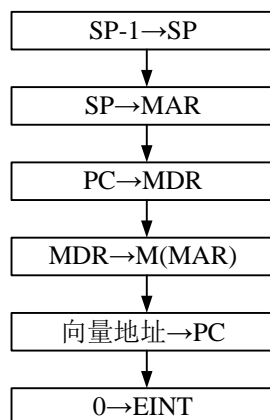 SP-1→SP
SP→MAR
PC→MDR
MDR→M(MAR)
向量地址→PC
0→EINT